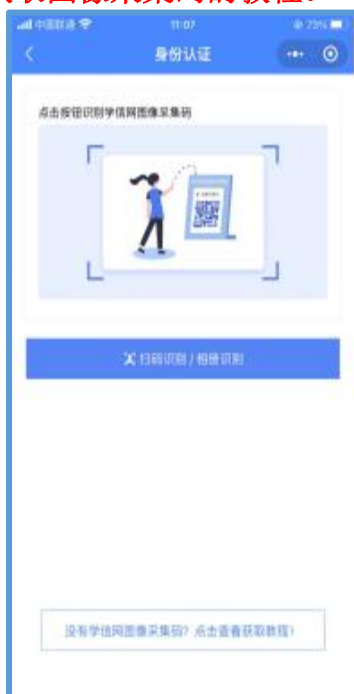 中国联通
11:07
73%
身份认证
点击按钮识别学信网图像采集码
扫码识别 / 相册识别
没有学信网图像采集码？点击查看获取教程！